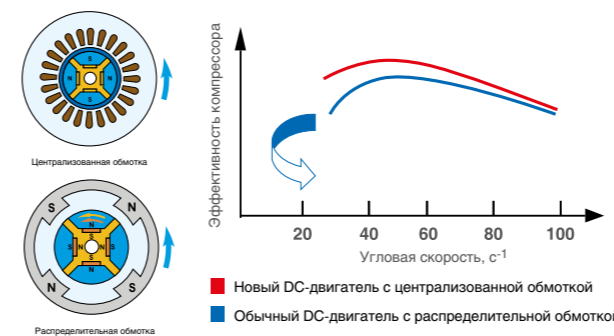 Централизованная обмотка
S
N
N
S
N
S
N
S
N
S
S
N
N
S
S
N
Распределительная обмотка
Эффективность компрессора
20 40 60 80 100
Угловая скорость, с-1
Новый DC-двигатель с централизованной обмоткой
Обычный DC-двигатель с распределительной обмоткой